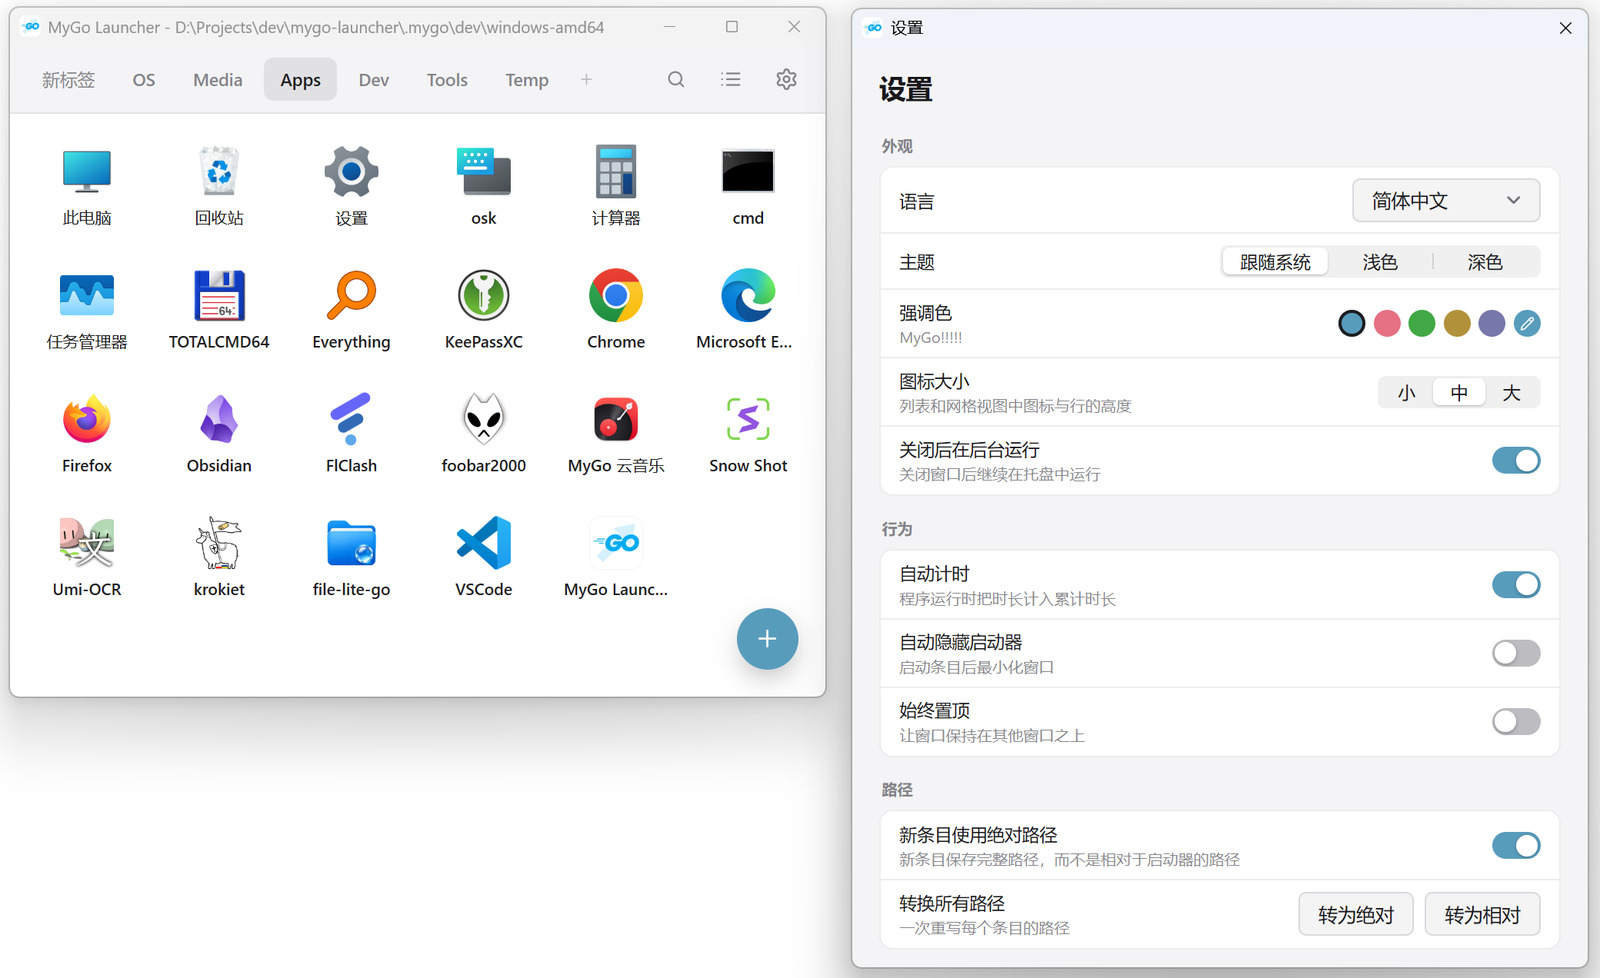 GO MyGo Launcher - D:\Projects\dev\mygo-launcher\.mygo\dev\windows-amd64
新标签 OS Media Apps Dev Tools Temp +
此电脑 回收站 设置 osk 计算器 cmd
64:
任务管理器 TOTALCMD64 Everything KeePassXC Chrome Microsoft E...
Firefox Obsidian FlClash foobar2000 MyGo 云音乐 Snow Shot
文
GO
Umi-OCR krokiet file-lite-go VSCode MyGo Launc...
+
GO 设置
设置
外观
语言 简体中文
主题 跟随系统 浅色 深色
强调色
MyGo!!!!!
图标大小
列表和网格视图中图标与行的高度
小 中 大
关闭后在后台运行
关闭窗口后继续在托盘中运行
行为
自动计时
程序运行时把时长计入累计时长
自动隐藏启动器
启动条目后最小化窗口
始终置顶
让窗口保持在其他窗口之上
路径
新条目使用绝对路径
新条目保存完整路径，而不是相对于启动器的路径
转换所有路径
一次重写每个条目的路径
转为绝对 转为相对